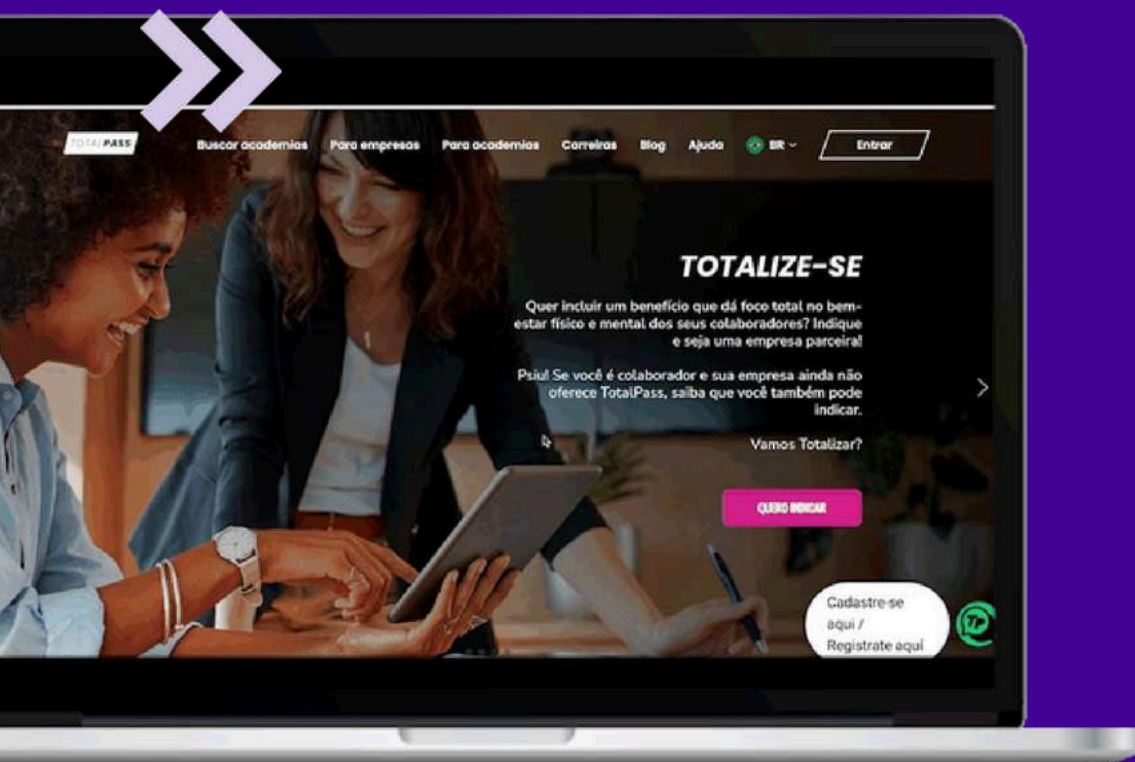 TOTALPASS
Buscar academias Para empresas Para academias Carreiras Blog Ajuda BR Entrar
TOTALIZE-SE
Quer incluir um benefício que dá foco total no bem-
estar físico e mental dos seus colaboradores? Indique
e seja uma empresa parceira!
Psiu! Se você é colaborador e sua empresa ainda não
oferece TotalPass, saiba que você também pode
indicar.
Vamos Totalizar?
QUERO INDICAR
Cadastre-se
aqui /
Registrate aquí
TP